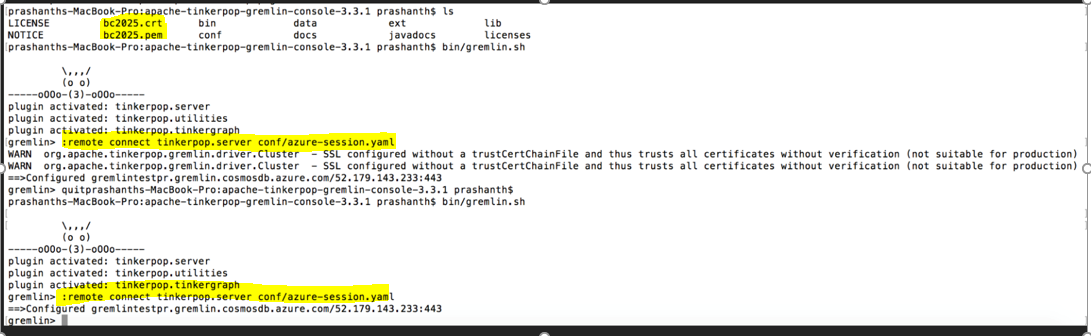 prashanths-MacBook-Pro:apache-tinkerpop-gremlin-console-3.3.1 prashanth$ ls
LICENSE bc2025.crt bin data ext lib
NOTICE bc2025.pem conf docs javadocs licenses
prashanths-MacBook-Pro:apache-tinkerpop-gremlin-console-3.3.1 prashanth$ bin/gremlin.sh
\,,,/
(o o)
-----oOOo-(3)-oOOo-----
plugin activated: tinkerpop.server
plugin activated: tinkerpop.utilities
plugin activated: tinkerpop.tinkergraph
gremlin> :remote connect tinkerpop.server conf/azure-session.yaml
WARN org.apache.tinkerpop.gremlin.driver.Cluster - SSL configured without a trustCertChainFile and thus trusts all certificates without verification (not suitable for production)
WARN org.apache.tinkerpop.gremlin.driver.Cluster - SSL configured without a trustCertChainFile and thus trusts all certificates without verification (not suitable for production)
==>Configured gremlintestpr.gremlin.cosmosdb.azure.com/52.179.143.233:443
gremlin> quitprashanths-MacBook-Pro:apache-tinkerpop-gremlin-console-3.3.1 prashanth$
prashanths-MacBook-Pro:apache-tinkerpop-gremlin-console-3.3.1 prashanth$ bin/gremlin.sh
\,,,/
(o o)
-----oOOo-(3)-oOOo-----
plugin activated: tinkerpop.server
plugin activated: tinkerpop.utilities
plugin activated: tinkerpop.tinkergraph
gremlin> :remote connect tinkerpop.server conf/azure-session.yaml
==>Configured gremlintestpr.gremlin.cosmosdb.azure.com/52.179.143.233:443
gremlin>